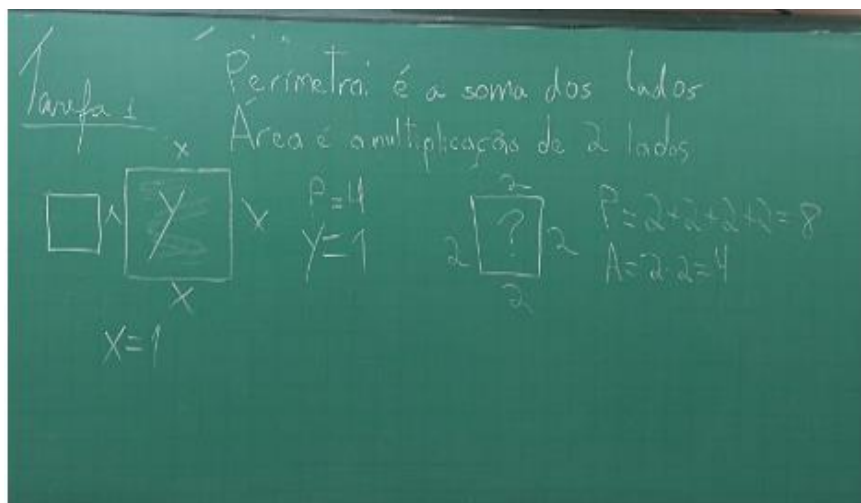 Tarefa 1
Perímetro: é a soma dos lados
Área é a multiplicação de 2 lados
x
x
Y
X
X
P=4
Y=1
X=1
2
2
?
2
2
P=2+2+2+2=8
A=2·2=4